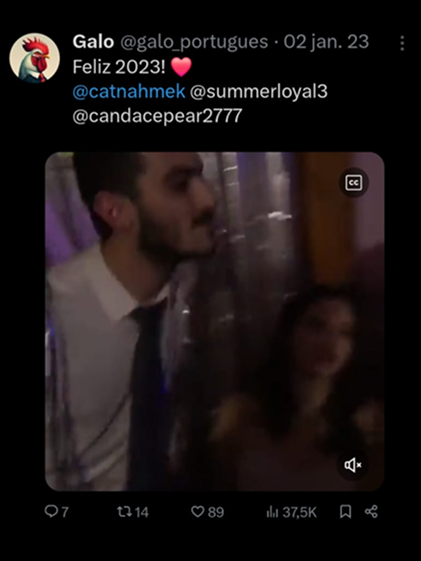 Galo @galo_portugues · 02 jan. 23
Feliz 2023! ❤️
@catnahmek @summerloyal3
@candacepear2777
CC
7 14 89 37,5K